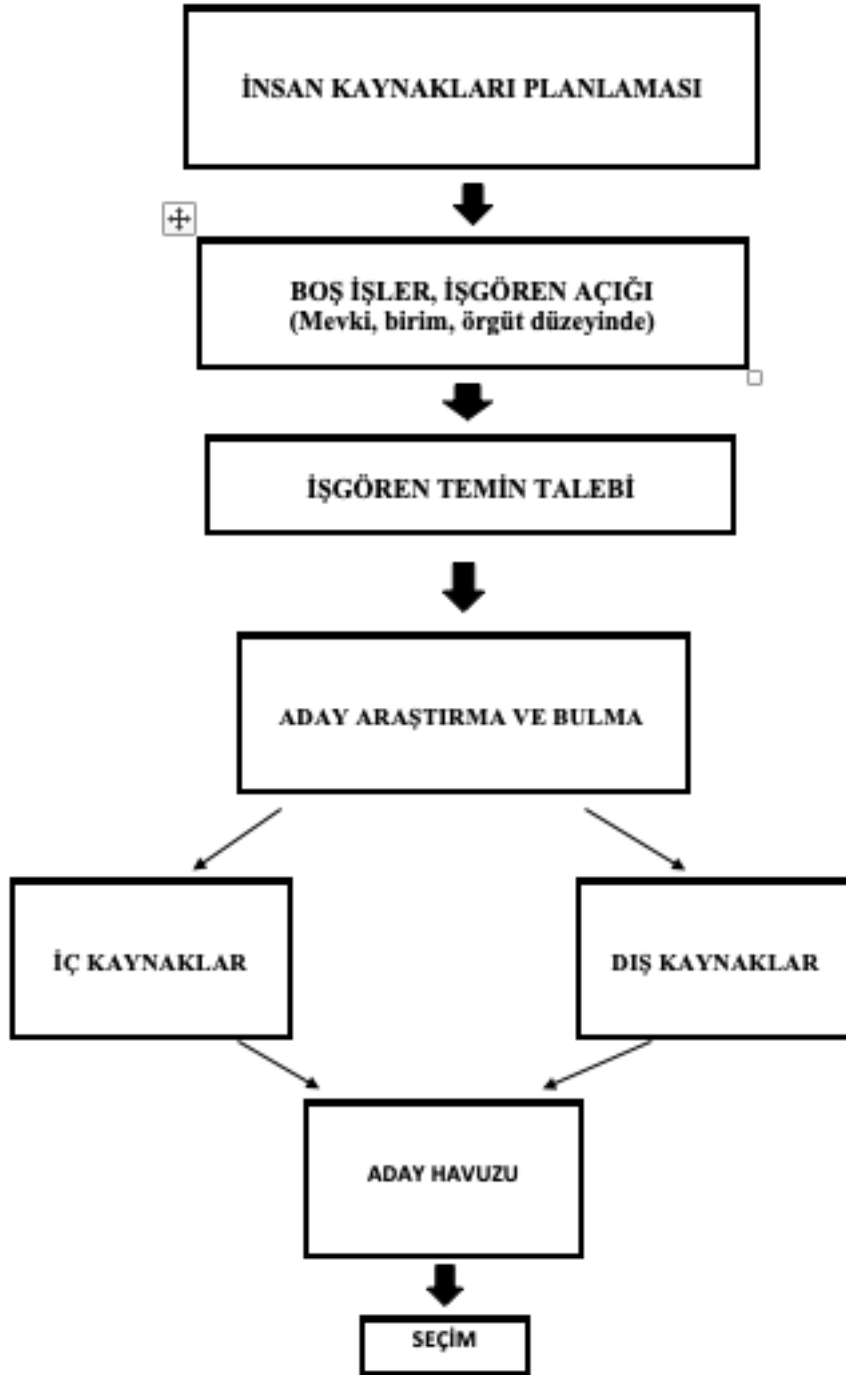 İNSAN KAYNAKLARI PLANLAMASI
BOŞ İŞLER, İŞGÖREN AÇIĞI
(Mevki, birim, örgüt düzeyinde)
İŞGÖREN TEMİN TALEBİ
ADAY ARAŞTIRMA VE BULMA
İÇ KAYNAKLAR
DIŞ KAYNAKLAR
ADAY HAVUZU
SEÇİM